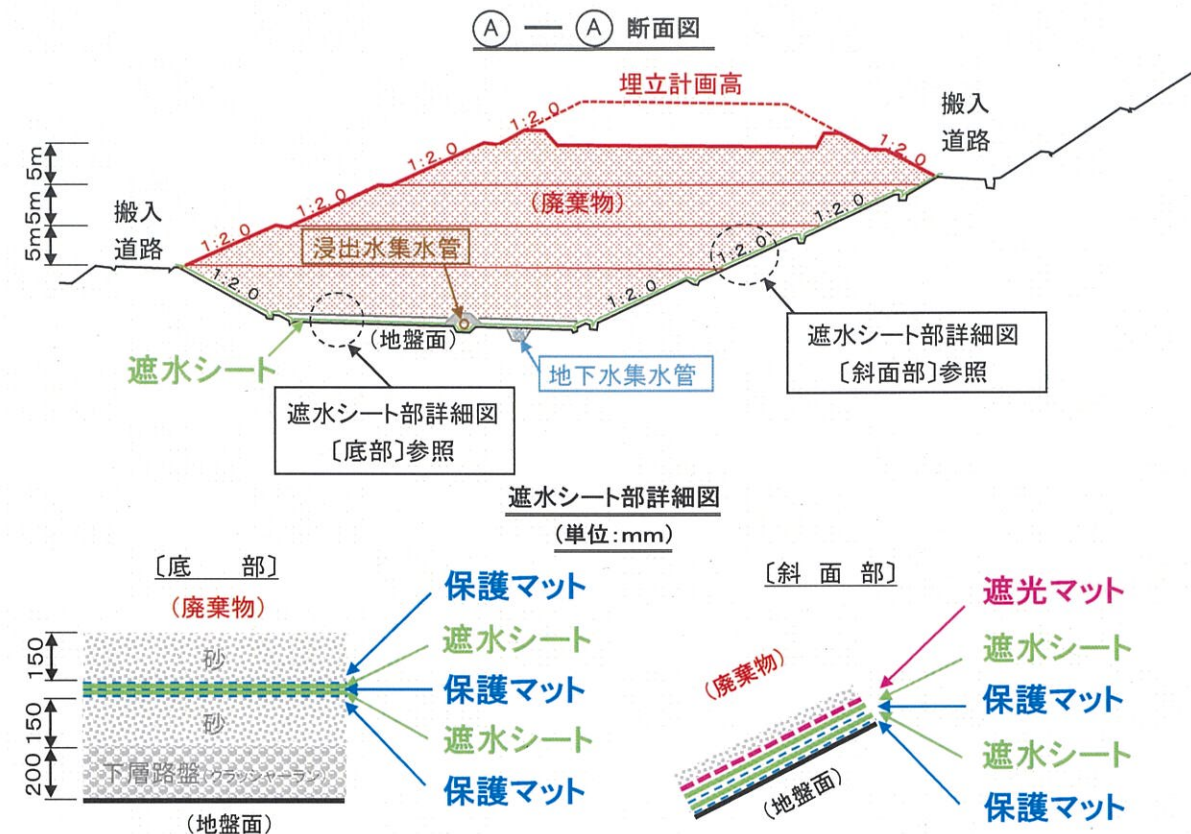 Ⓐ — Ⓐ 断面図
埋立計画高
搬入
道路
1:2.0
1:2.0
1:2.0
1:2.0
1:2.0
5m
5m
5m
(廃棄物)
搬入
道路
浸出水集水管
1:2.0
1:2.0
1:2.0
1:2.0
(地盤面)
遮水シート
地下水集水管
遮水シート部詳細図
〔斜面部〕参照
遮水シート部詳細図
〔底部〕参照
遮水シート部詳細図
(単位:mm)
〔底 部〕
(廃棄物)
150
砂
150
砂
200
下層路盤(クラッシャーラン)
(地盤面)
保護マット
遮水シート
保護マット
遮水シート
保護マット
〔斜 面 部〕
(廃棄物)
(地盤面)
遮光マット
遮水シート
保護マット
遮水シート
保護マット